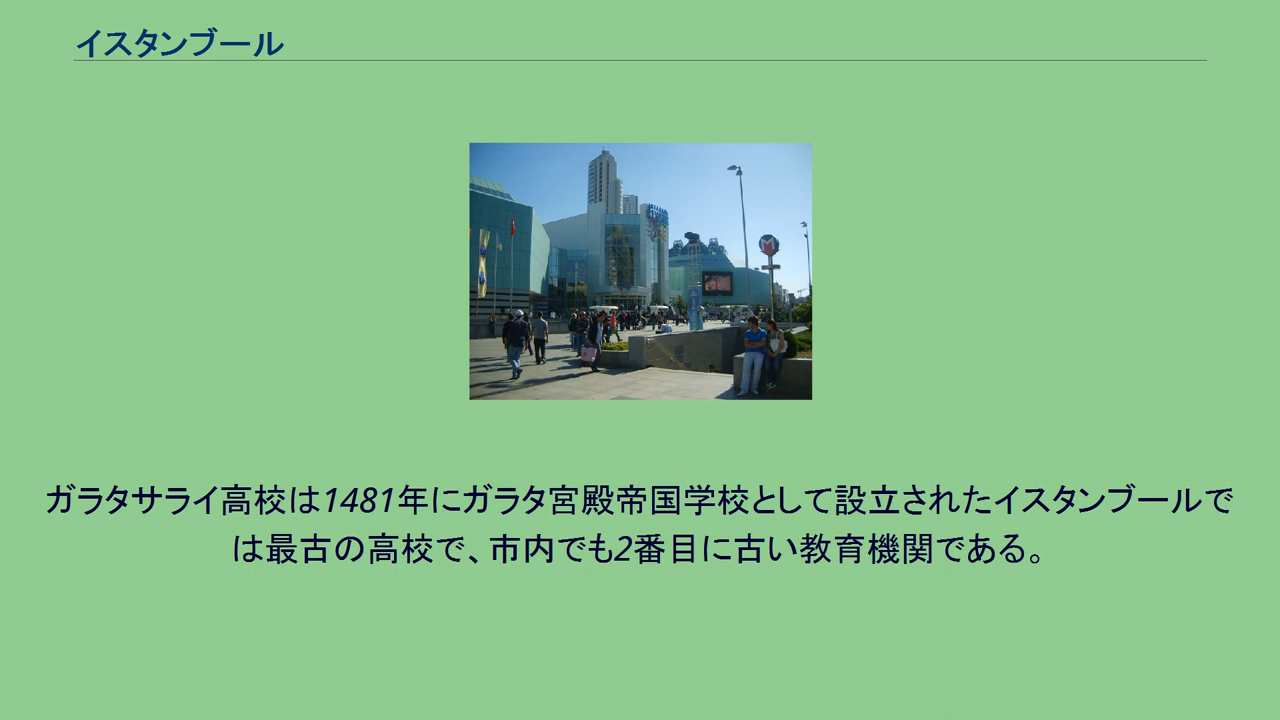 イスタンブール
M
ガラタサライ高校は1481年にガラタ宮殿帝国学校として設立されたイスタンブールで
は最古の高校で、市内でも2番目に古い教育機関である。